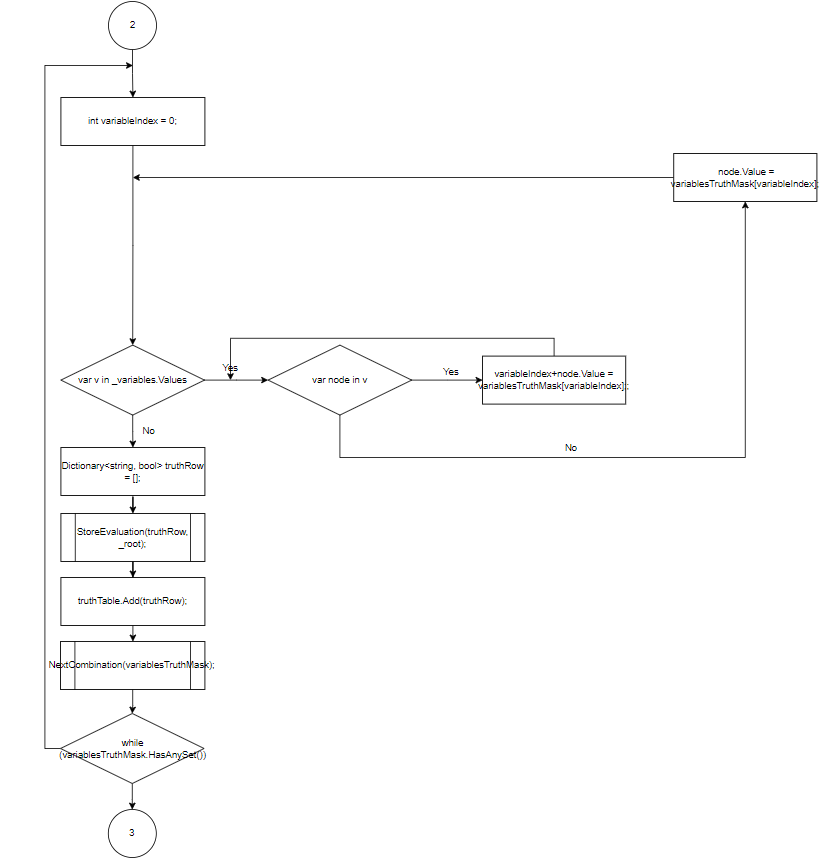 2
int variableIndex = 0;
node.Value =
variablesTruthMask[variableIndex];
var v in _variables.Values
Yes
var node in v
Yes
variableIndex+node.Value =
variablesTruthMask[variableIndex];;
No
No
Dictionary<string, bool> truthRow
= [];
StoreEvaluation(truthRow,
_root);
truthTable.Add(truthRow);
NextCombination(variablesTruthMask);
while
(variablesTruthMask.HasAnySet())
3